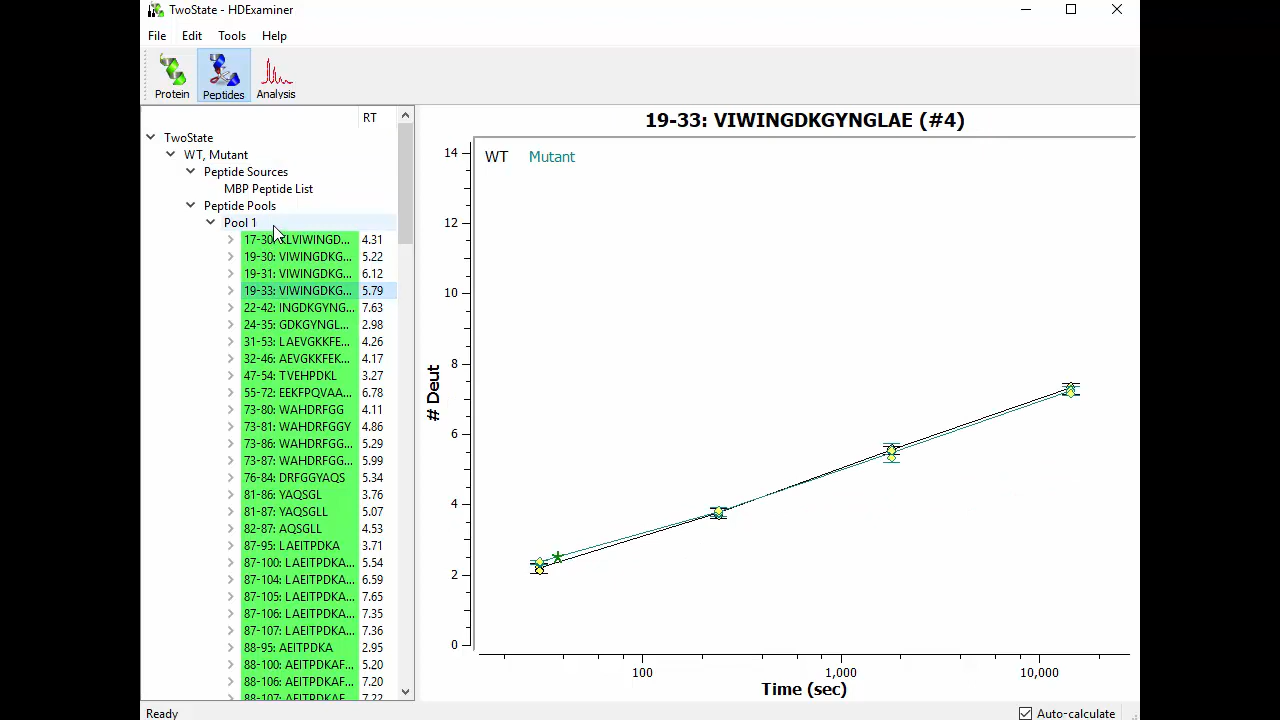 TwoState - HDExaminer
File Edit Tools Help
Protein Peptides Analysis
RT
TwoState
WT, Mutant
Peptide Sources
MBP Peptide List
Peptide Pools
Pool 1
17-30: KLVIWINGD... 4.31
19-30: VIWINGDKG... 5.22
19-31: VIWINGDKG... 6.12
19-33: VIWINGDKG... 5.79
22-42: INGDKGYNG... 7.63
24-35: GDKGYNGL... 2.98
31-53: LAEVGKKFE... 4.26
32-46: AEVGKKFEK... 4.17
47-54: TVEHPDKL 3.27
55-72: EEKFPQVAA... 6.78
73-80: WAHDRFGG 4.11
73-81: WAHDRFGGY 4.86
73-86: WAHDRFGG... 5.29
73-87: WAHDRFGG... 5.99
76-84: DRFGGYAQS 5.34
81-86: YAQSGL 3.76
81-87: YAQSGLL 5.07
82-87: AQSGLL 4.53
87-95: LAEITPDKA 3.71
87-100: LAEITPDKA... 5.54
87-104: LAEITPDKA... 6.59
87-105: LAEITPDKA... 7.65
87-106: LAEITPDKA... 7.35
87-107: LAEITPDKA... 7.36
88-95: AEITPDKA 2.95
88-100: AEITPDKAF... 5.20
88-106: AEITPDKAF... 7.20
88-107: AEITPDKAF 7.22
Ready
19-33: VIWINGDKGYNGLAE (#4)
WT Mutant
14
12
10
8
6
4
2
0
# Deut
100 1,000 10,000
Time (sec)
Auto-calculate